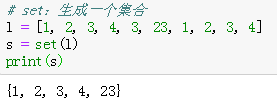 # set：生成一个集合
l = [1, 2, 3, 4, 3, 23, 1, 2, 3, 4]
s = set(l)
print(s)
{1, 2, 3, 4, 23}